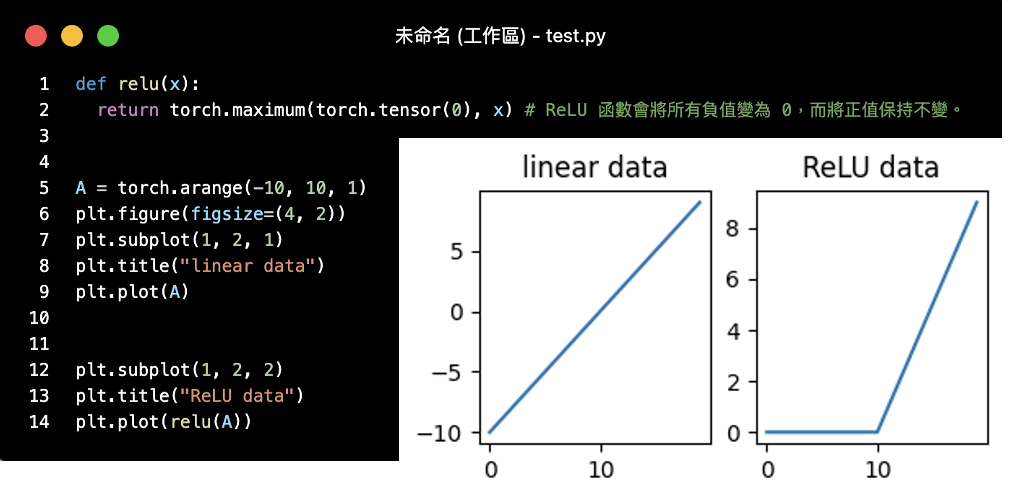 未命名 (工作區) - test.py
1 def relu(x):
2   return torch.maximum(torch.tensor(0), x) # ReLU 函數會將所有負值變為 0，而將正值保持不變。
3
4
5 A = torch.arange(-10, 10, 1)
6 plt.figure(figsize=(4, 2))
7 plt.subplot(1, 2, 1)
8 plt.title("linear data")
9 plt.plot(A)
10
11
12 plt.subplot(1, 2, 2)
13 plt.title("ReLU data")
14 plt.plot(relu(A))
linear data
5
0
−5
−10
0 10
ReLU data
8
6
4
2
0
0 10